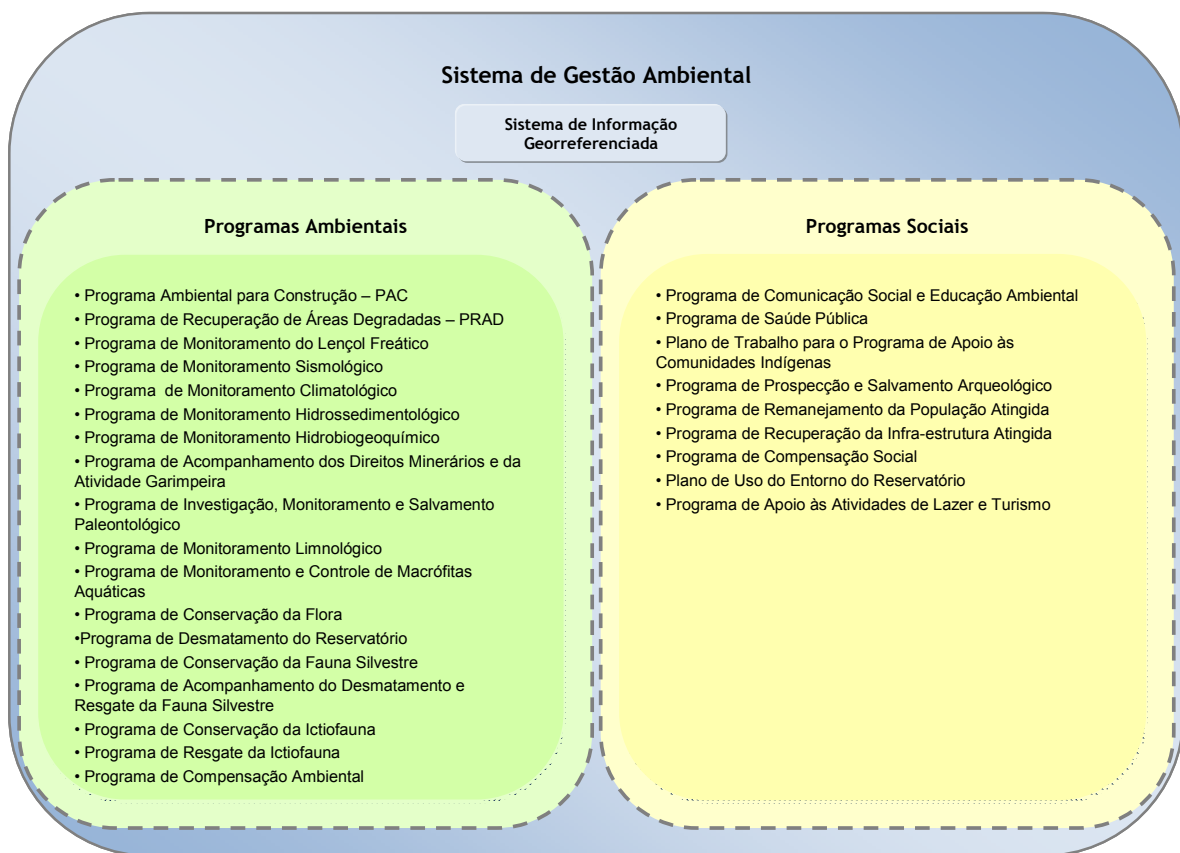 Sistema de Gestão Ambiental
Sistema de Informação
Georreferenciada
Programas Ambientais
• Programa Ambiental para Construção – PAC
• Programa de Recuperação de Áreas Degradadas – PRAD
• Programa de Monitoramento do Lençol Freático
• Programa de Monitoramento Sismológico
• Programa  de Monitoramento Climatológico
• Programa de Monitoramento Hidrossedimentológico
• Programa de Monitoramento Hidrobiogeoquímico
• Programa de Acompanhamento dos Direitos Minerários e da
Atividade Garimpeira
• Programa de Investigação, Monitoramento e Salvamento
Paleontológico
• Programa de Monitoramento Limnológico
• Programa de Monitoramento e Controle de Macrófitas
Aquáticas
• Programa de Conservação da Flora
•Programa de Desmatamento do Reservatório
• Programa de Conservação da Fauna Silvestre
• Programa de Acompanhamento do Desmatamento e
Resgate da Fauna Silvestre
• Programa de Conservação da Ictiofauna
• Programa de Resgate da Ictiofauna
• Programa de Compensação Ambiental
Programas Sociais
• Programa de Comunicação Social e Educação Ambiental
• Programa de Saúde Pública
• Plano de Trabalho para o Programa de Apoio às
Comunidades Indígenas
• Programa de Prospecção e Salvamento Arqueológico
• Programa de Remanejamento da População Atingida
• Programa de Recuperação da Infra-estrutura Atingida
• Programa de Compensação Social
• Plano de Uso do Entorno do Reservatório
• Programa de Apoio às Atividades de Lazer e Turismo